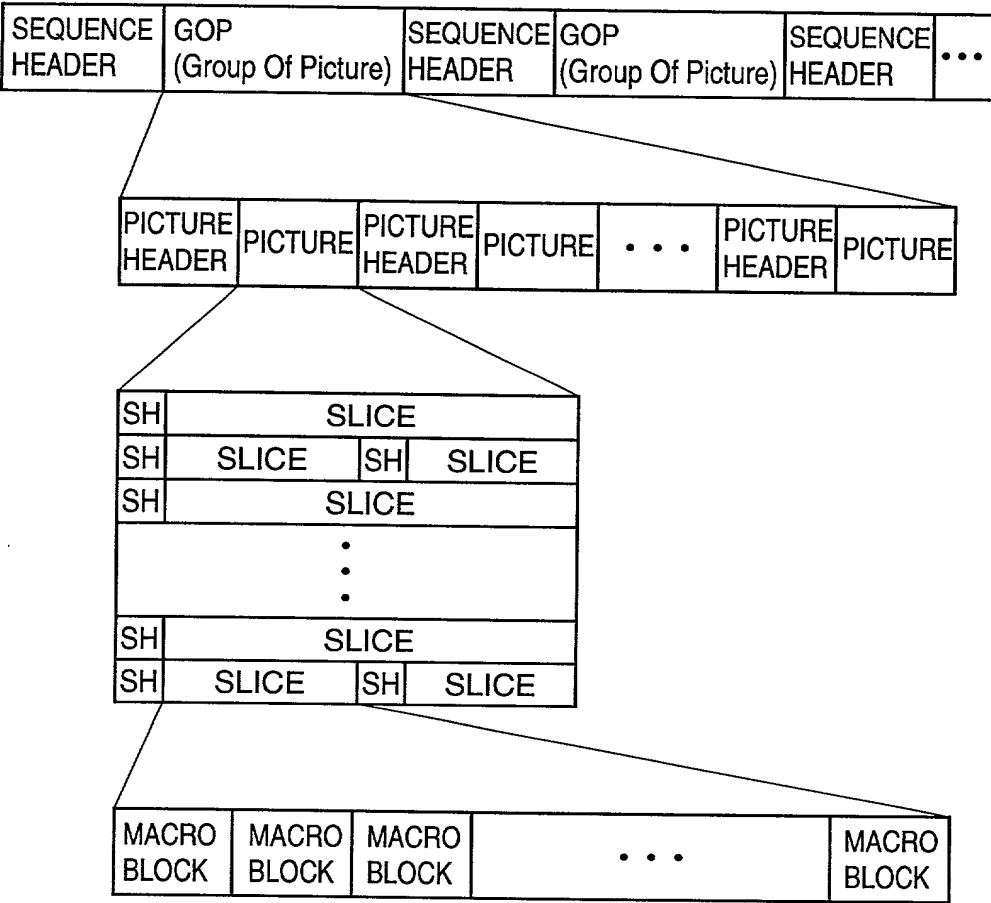 SEQUENCE HEADER GOP (Group Of Picture) SEQUENCE HEADER GOP (Group Of Picture) SEQUENCE HEADER •••
PICTURE HEADER PICTURE PICTURE HEADER PICTURE • • • PICTURE HEADER PICTURE
SH SLICE
SH SLICE SH SLICE
SH SLICE
SH SLICE
SH SLICE SH SLICE
MACRO BLOCK MACRO BLOCK MACRO BLOCK • • • MACRO BLOCK